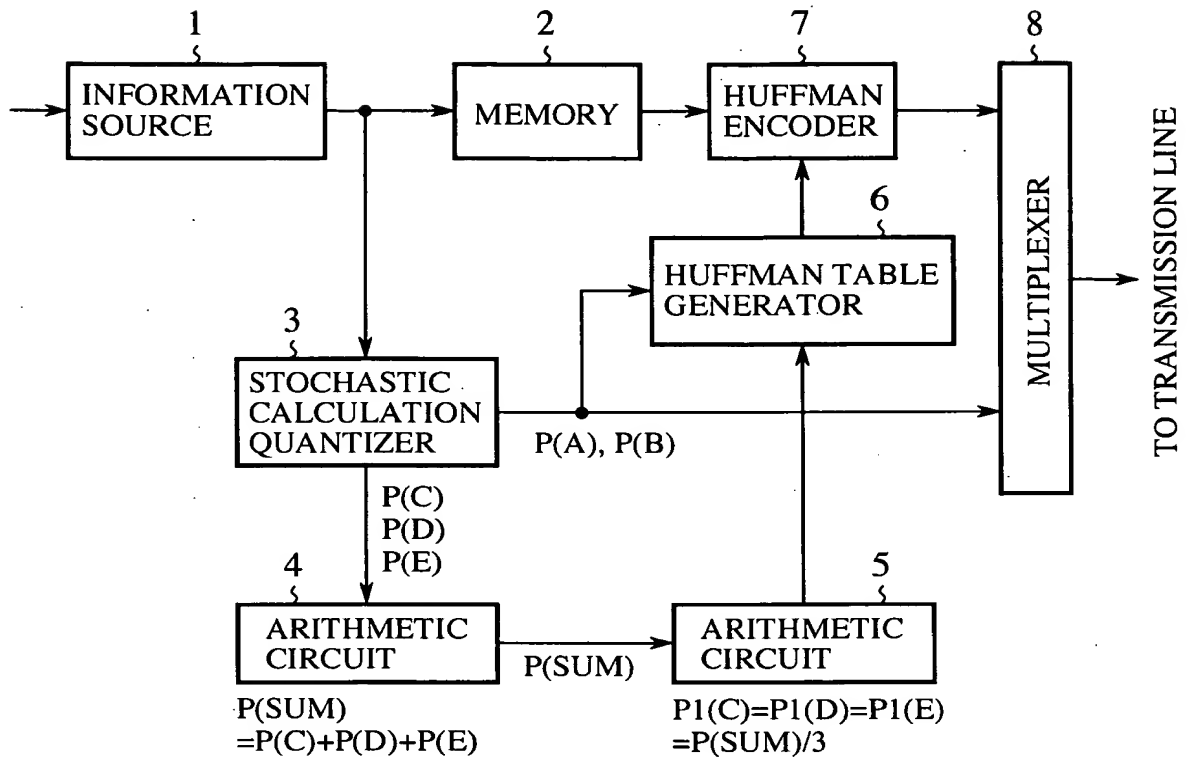 1
INFORMATION
SOURCE
2
MEMORY
7
HUFFMAN
ENCODER
8
MULTIPLEXER
TO TRANSMISSION LINE
6
HUFFMAN TABLE
GENERATOR
3
STOCHASTIC
CALCULATION
QUANTIZER
P(A), P(B)
P(C)
P(D)
P(E)
4
ARITHMETIC
CIRCUIT
P(SUM)
5
ARITHMETIC
CIRCUIT
P(SUM)
=P(C)+P(D)+P(E)
P1(C)=P1(D)=P1(E)
=P(SUM)/3